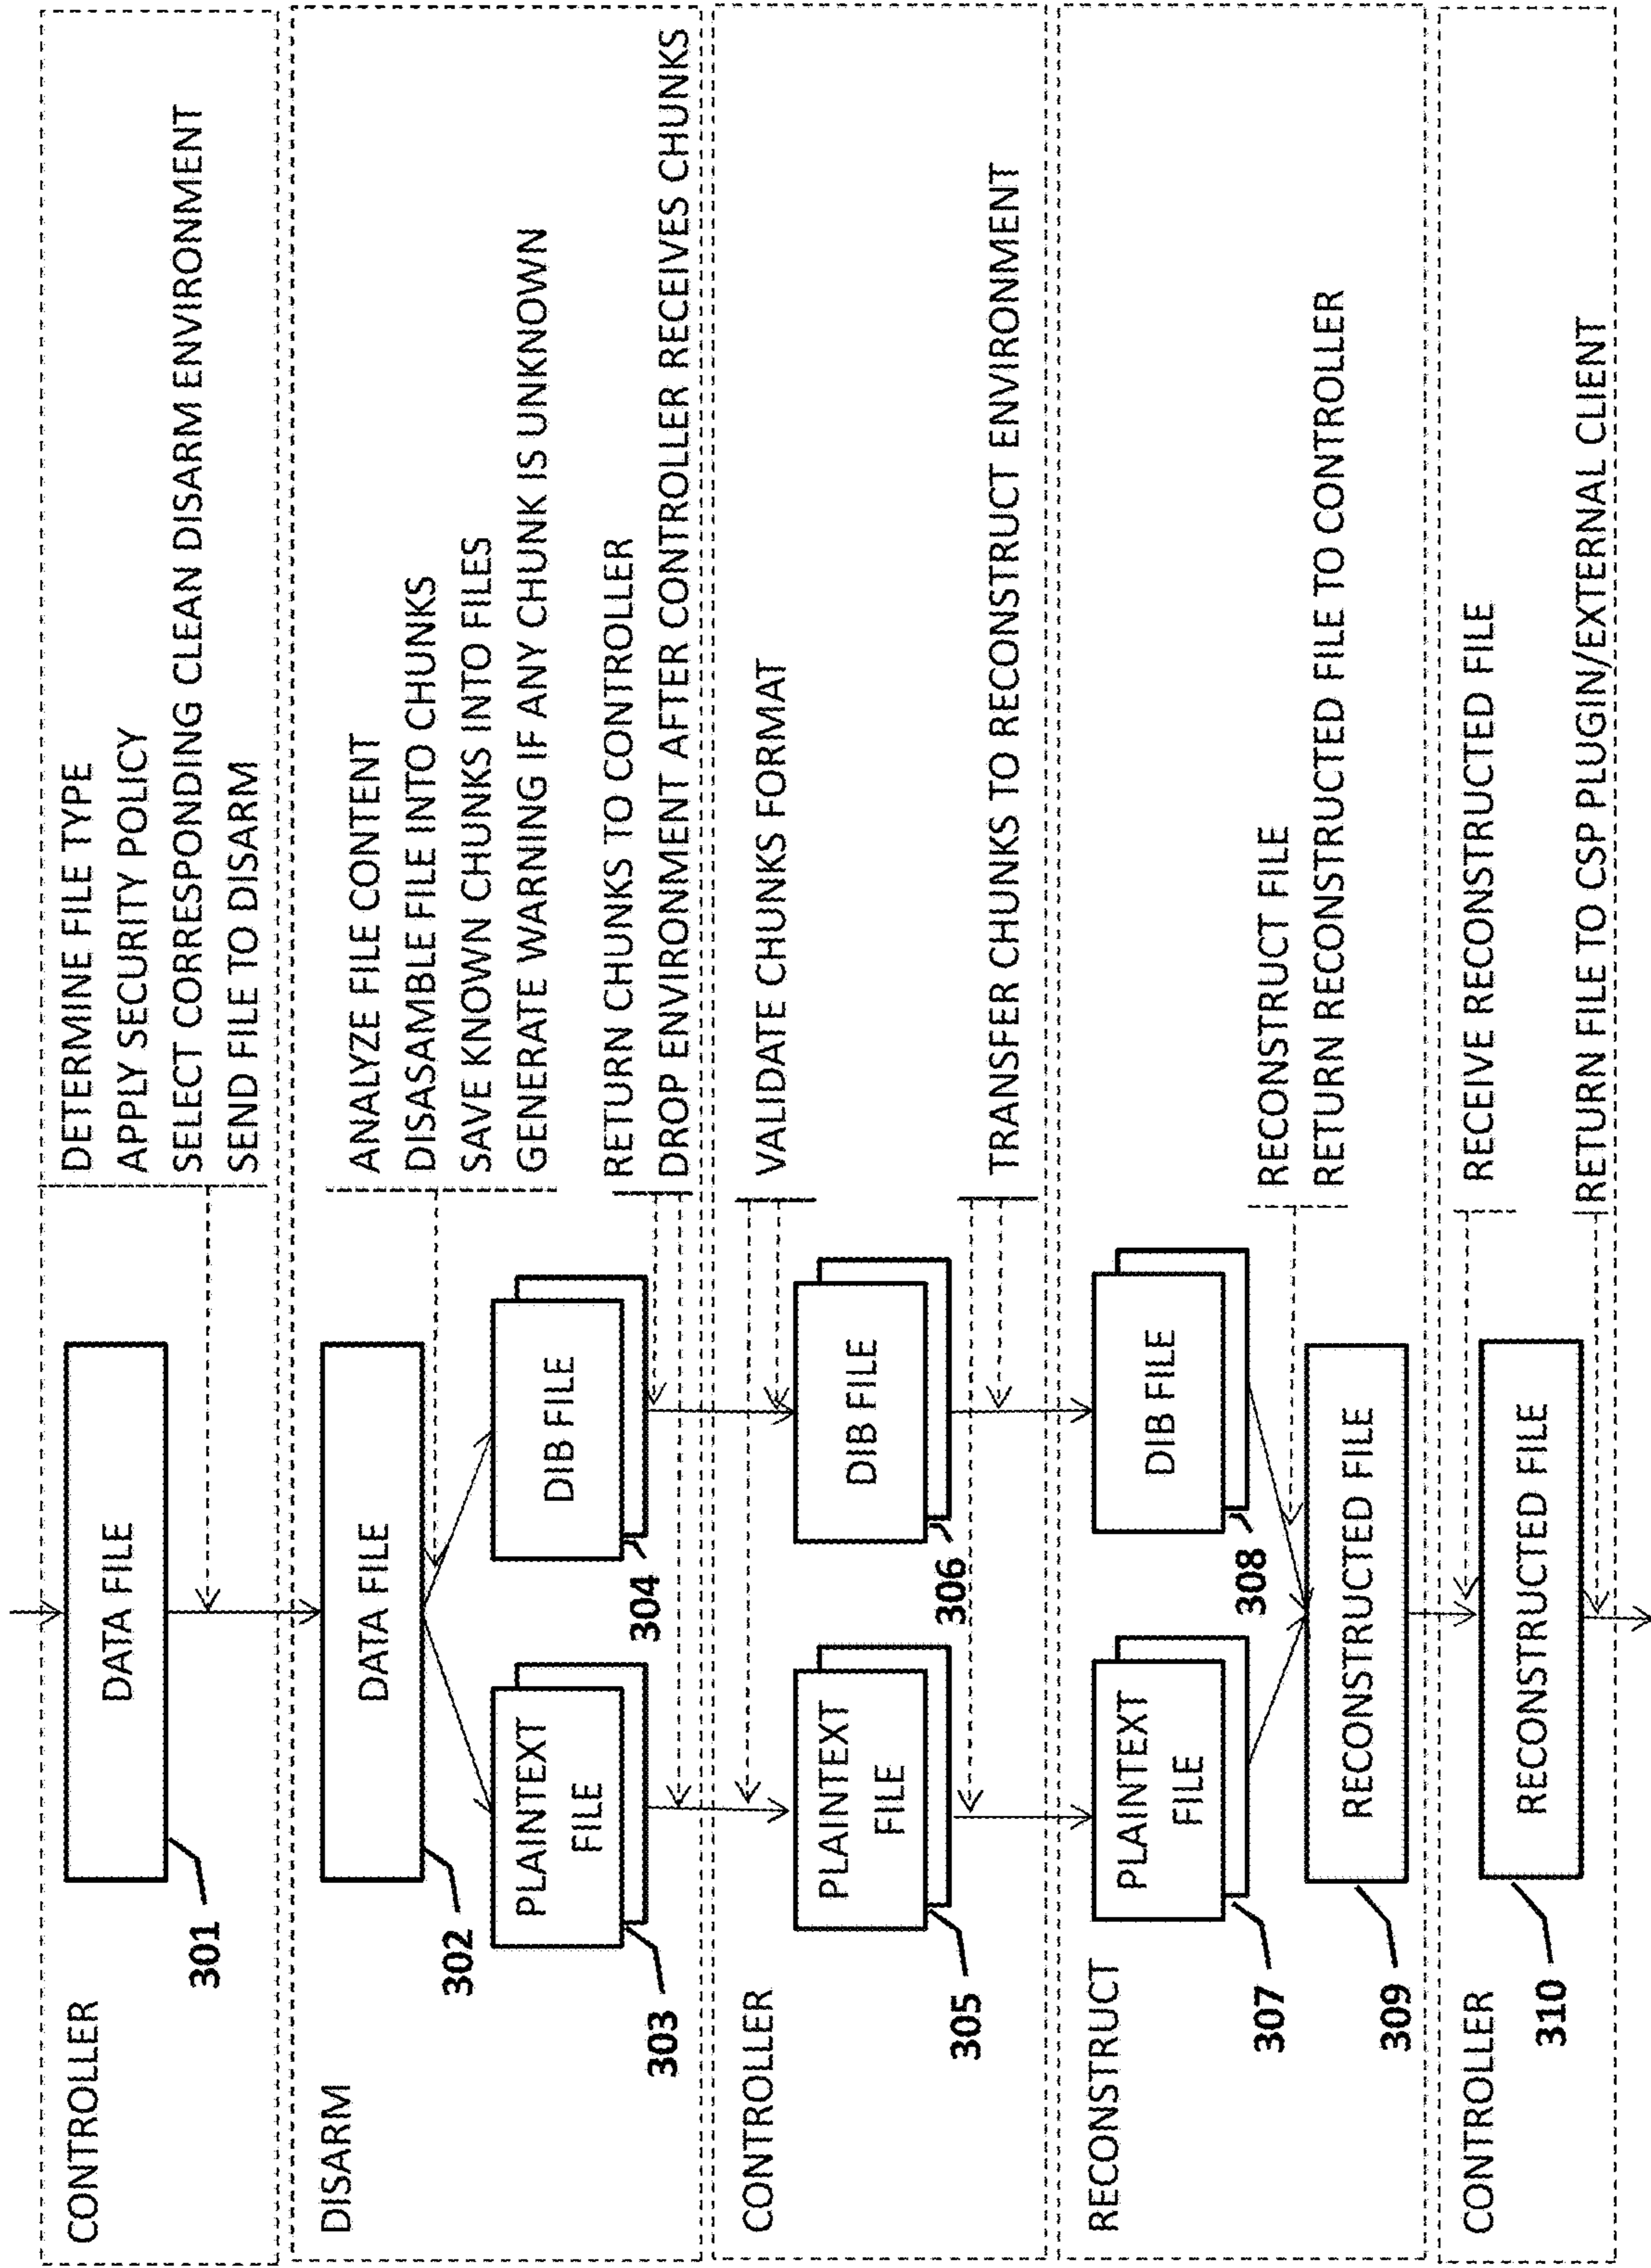 CONTROLLER
DATA FILE
301
DETERMINE FILE TYPE
APPLY SECURITY POLICY
SELECT CORRESPONDING CLEAN DISARM ENVIRONMENT
SEND FILE TO DISARM
DISARM
DATA FILE
302
ANALYZE FILE CONTENT
DISASAMBLE FILE INTO CHUNKS
SAVE KNOWN CHUNKS INTO FILES
GENERATE WARNING IF ANY CHUNK IS UNKNOWN
PLAINTEXT
FILE
303
DIB FILE
304
RETURN CHUNKS TO CONTROLLER
DROP ENVIRONMENT AFTER CONTROLLER RECEIVES CHUNKS
CONTROLLER
VALIDATE CHUNKS FORMAT
PLAINTEXT
FILE
305
DIB FILE
306
TRANSFER CHUNKS TO RECONSTRUCT ENVIRONMENT
RECONSTRUCT
PLAINTEXT
FILE
307
DIB FILE
308
RECONSTRUCT FILE
RETURN RECONSTRUCTED FILE TO CONTROLLER
RECONSTRUCTED FILE
309
CONTROLLER
RECEIVE RECONSTRUCTED FILE
RECONSTRUCTED FILE
310
RETURN FILE TO CSP PLUGIN/EXTERNAL CLIENT